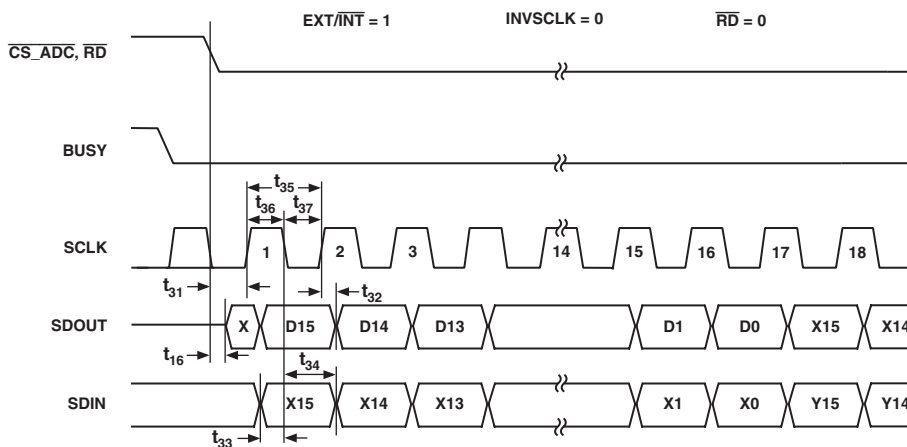 EXT/INT = 1 INVSCLK = 0 RD = 0
CS_ADC, RD
BUSY
t35
t36 t37
SCLK 1 2 3 14 15 16 17 18
t31 t32
SDOUT X D15 D14 D13 D1 D0 X15 X14
t16 t34
SDIN X15 X14 X13 X1 X0 Y15 Y14
t33